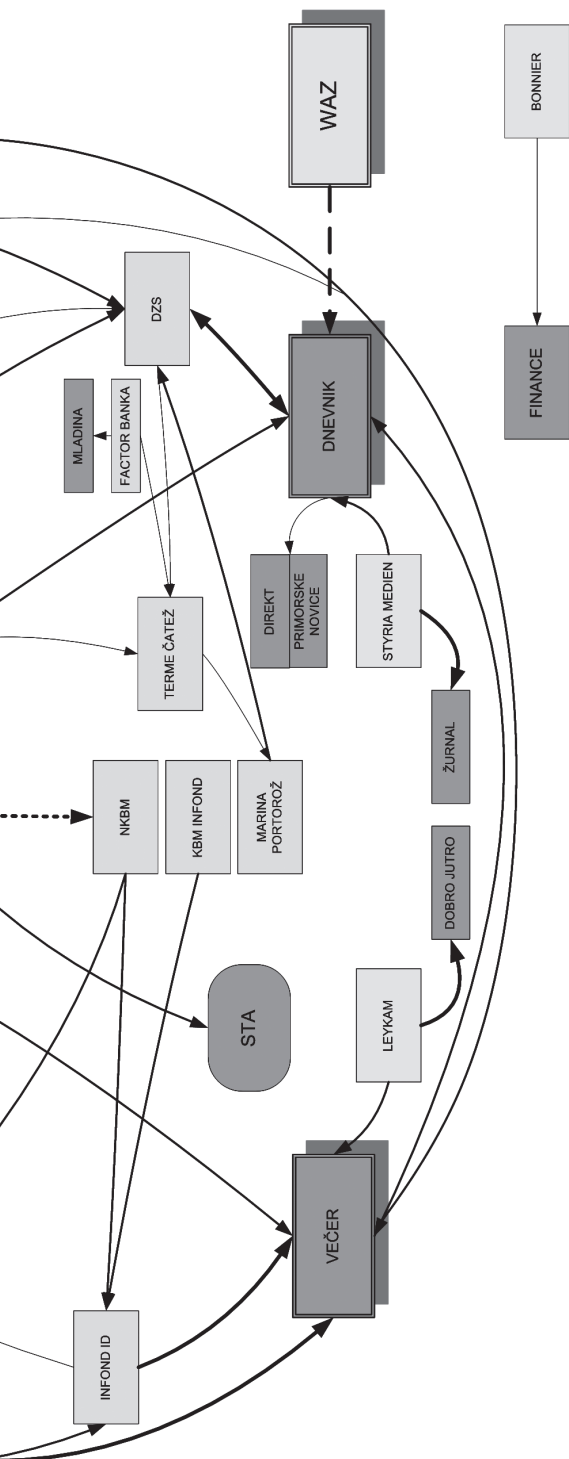 BONNIER
WAZ
FINANCE
DNEVNIK
DZS
MLADINA
FACTOR BANKA
DIREKT
PRIMORSKE
NOVICE
STYRIA MEDIEN
TERME ČATEŽ
ŽURNAL
NKBM
KBM INFOND
MARINA
PORTOROŽ
DOBRO JUTRO
STA
LEYKAM
VEČER
INFOND ID